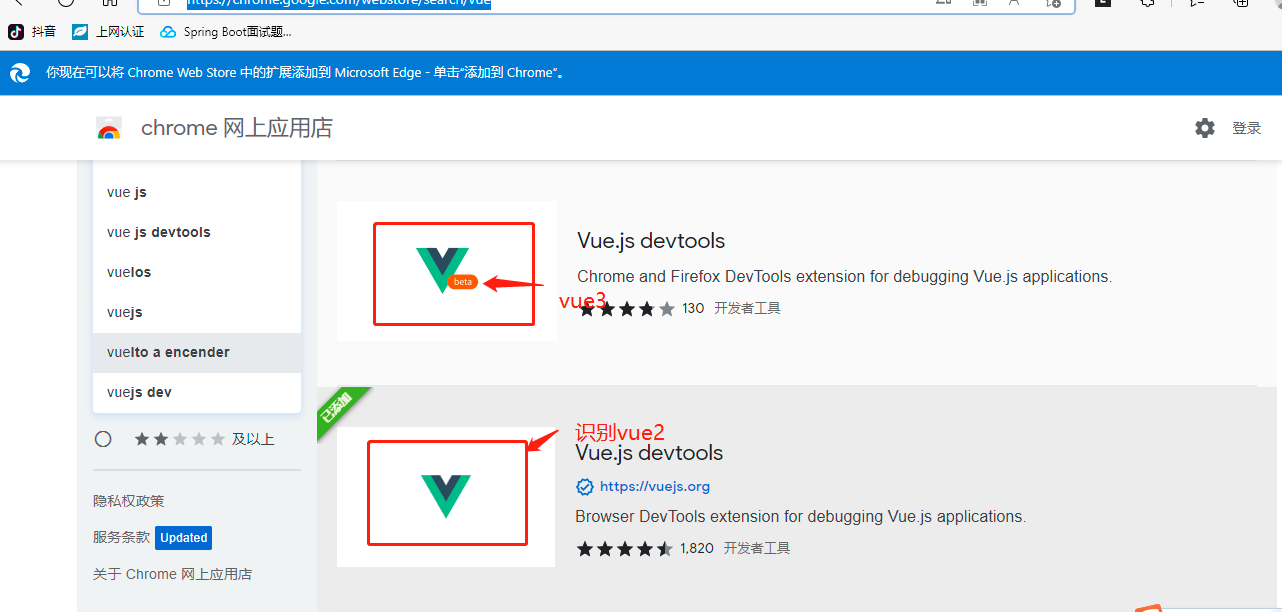 https://chrome.google.com/webstore/search/vue
抖音 上网认证 Spring Boot面试题...
你现在可以将 Chrome Web Store 中的扩展添加到 Microsoft Edge - 单击“添加到 Chrome”。
chrome 网上应用店 登录
vue js
vue js devtools
vuelos
vuejs
vuelto a encender
vuejs dev
及以上
隐私权政策
服务条款 Updated
关于 Chrome 网上应用店
beta
Vue.js devtools
Chrome and Firefox DevTools extension for debugging Vue.js applications.
vue3
130 开发者工具
已添加
识别vue2
Vue.js devtools
https://vuejs.org
Browser DevTools extension for debugging Vue.js applications.
1,820 开发者工具